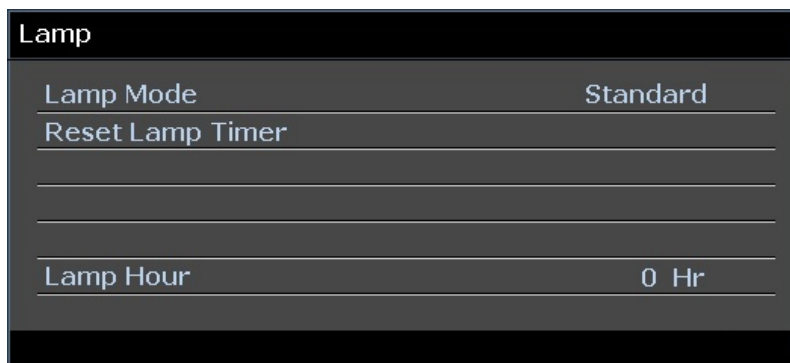 Lamp
Lamp Mode Standard
Reset Lamp Timer
Lamp Hour 0 Hr